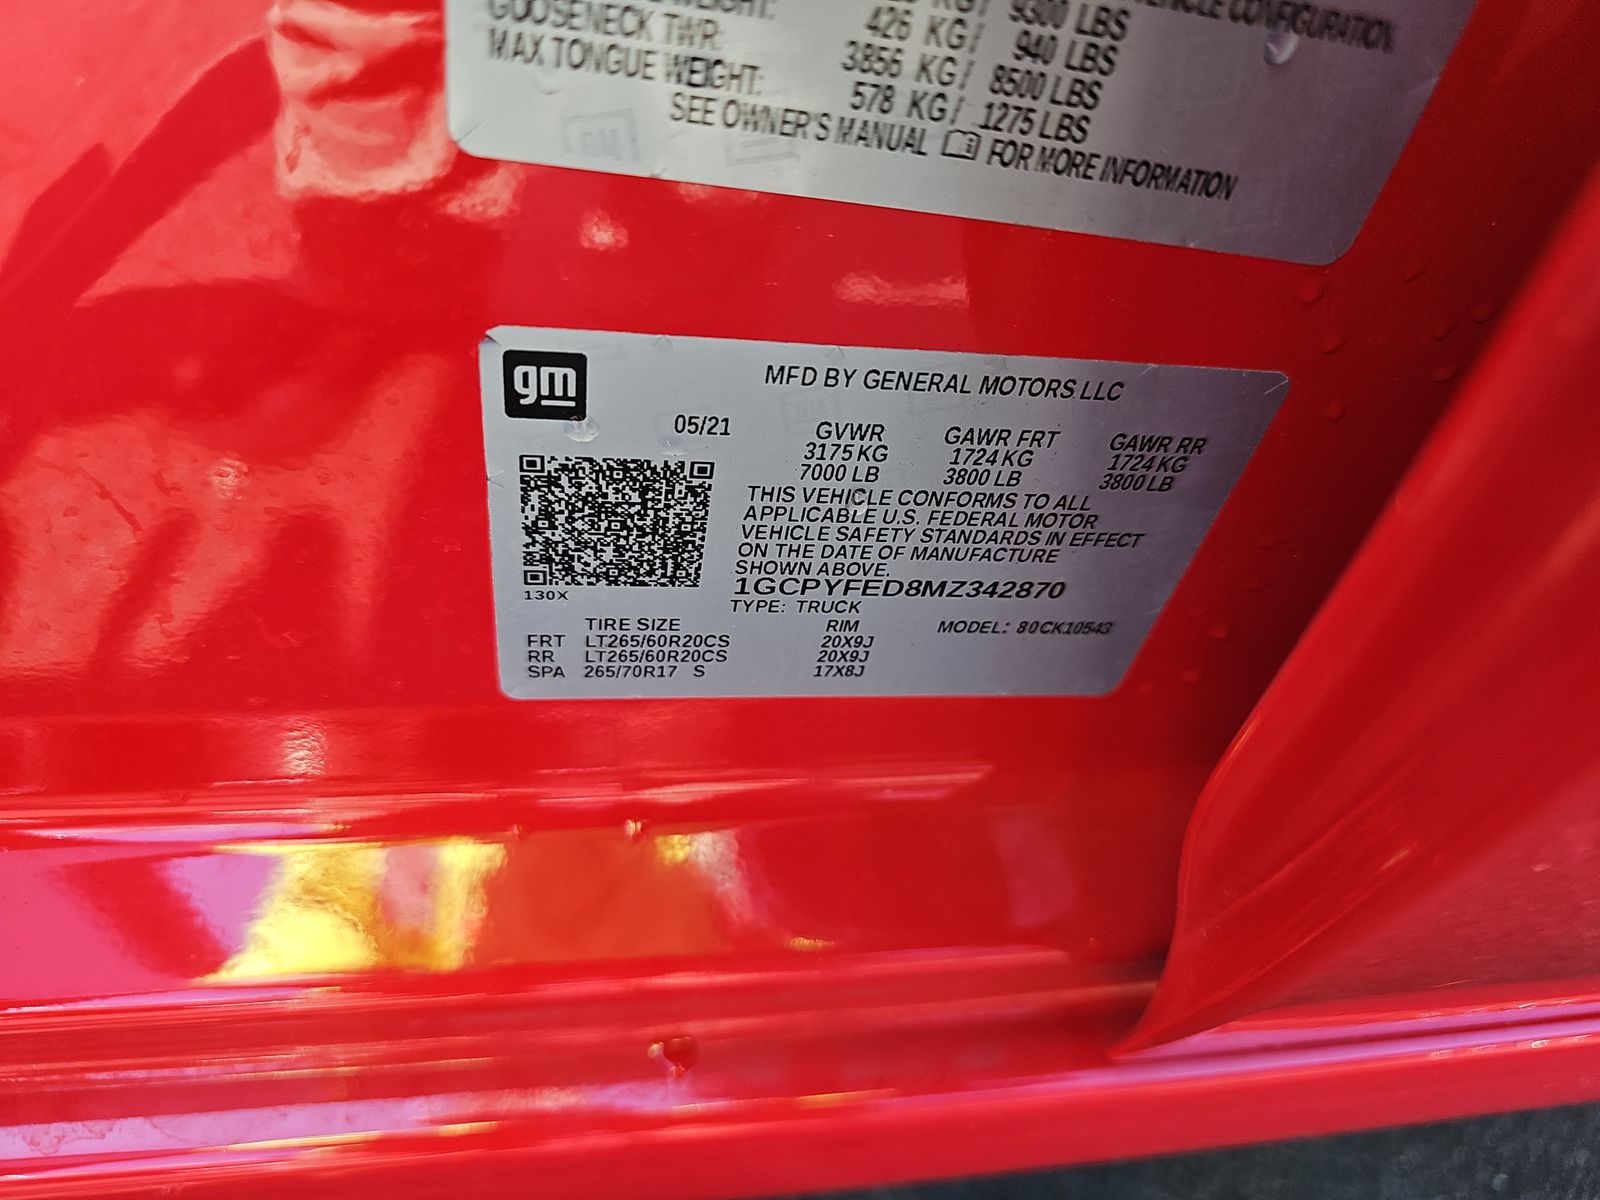 9300 LBS
VEHICLE CONFIGURATION
426 KG/ 940 LBS
GOOSENECK TWR: 3856 KG/ 8500 LBS
MAX TONGUE WEIGHT: 578 KG/ 1275 LBS
SEE OWNER'S MANUAL FOR MORE INFORMATION
gm
MFD BY GENERAL MOTORS LLC
05/21 GVWR GAWR FRT GAWR RR
3175 KG 1724 KG 1724 KG
7000 LB 3800 LB 3800 LB
THIS VEHICLE CONFORMS TO ALL
APPLICABLE U.S. FEDERAL MOTOR
VEHICLE SAFETY STANDARDS IN EFFECT
ON THE DATE OF MANUFACTURE
SHOWN ABOVE.
130X
1GCPYFED8MZ342870
TYPE: TRUCK
TIRE SIZE RIM MODEL: 80CK10543
FRT LT265/60R20CS 20X9J
RR LT265/60R20CS 20X9J
SPA 265/70R17 S 17X8J